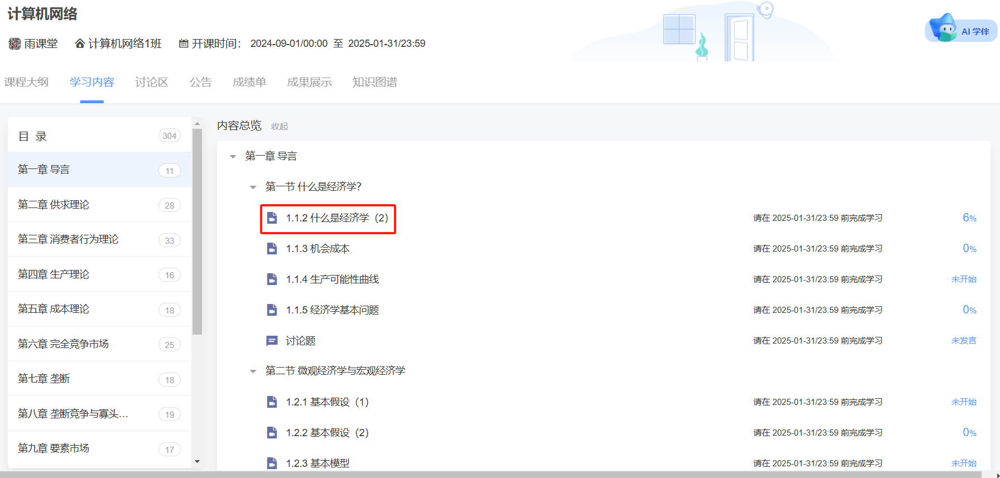 计算机网络
雨课堂 计算机网络1班 开课时间： 2024-09-01/00:00 至 2025-01-31/23:59
AI 学伴
课程大纲 学习内容 讨论区 公告 成绩单 成果展示 知识图谱
目 录 304
第一章 导言 11
第二章 供求理论 28
第三章 消费者行为理论 33
第四章 生产理论 16
第五章 成本理论 18
第六章 完全竞争市场 25
第七章 垄断 18
第八章 垄断竞争与寡头... 19
第九章 要素市场 17
内容总览 收起
第一章 导言
第一节 什么是经济学?
1.1.2 什么是经济学（2） 请在 2025-01-31/23:59 前完成学习 6%
1.1.3 机会成本 请在 2025-01-31/23:59 前完成学习 0%
1.1.4 生产可能性曲线 请在 2025-01-31/23:59 前完成学习 未开始
1.1.5 经济学基本问题 请在 2025-01-31/23:59 前完成学习 0%
讨论题 请在 2025-01-31/23:59 前完成学习 未发言
第二节 微观经济学与宏观经济学
1.2.1 基本假设（1） 请在 2025-01-31/23:59 前完成学习 未开始
1.2.2 基本假设（2） 请在 2025-01-31/23:59 前完成学习 0%
1.2.3 基本模型 请在 2025-01-31/23:59 前完成学习 未开始